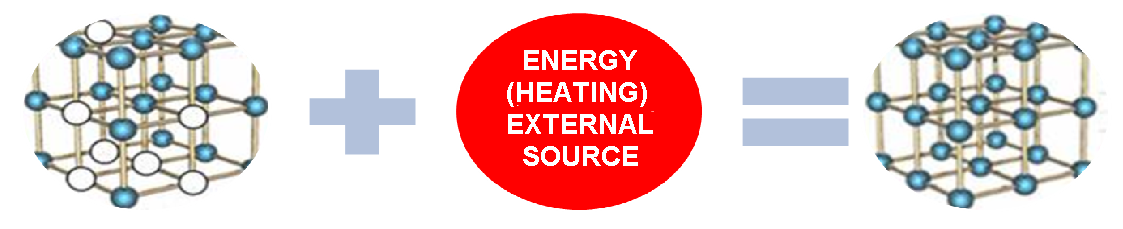 ENERGY
(HEATING)
EXTERNAL
SOURCE